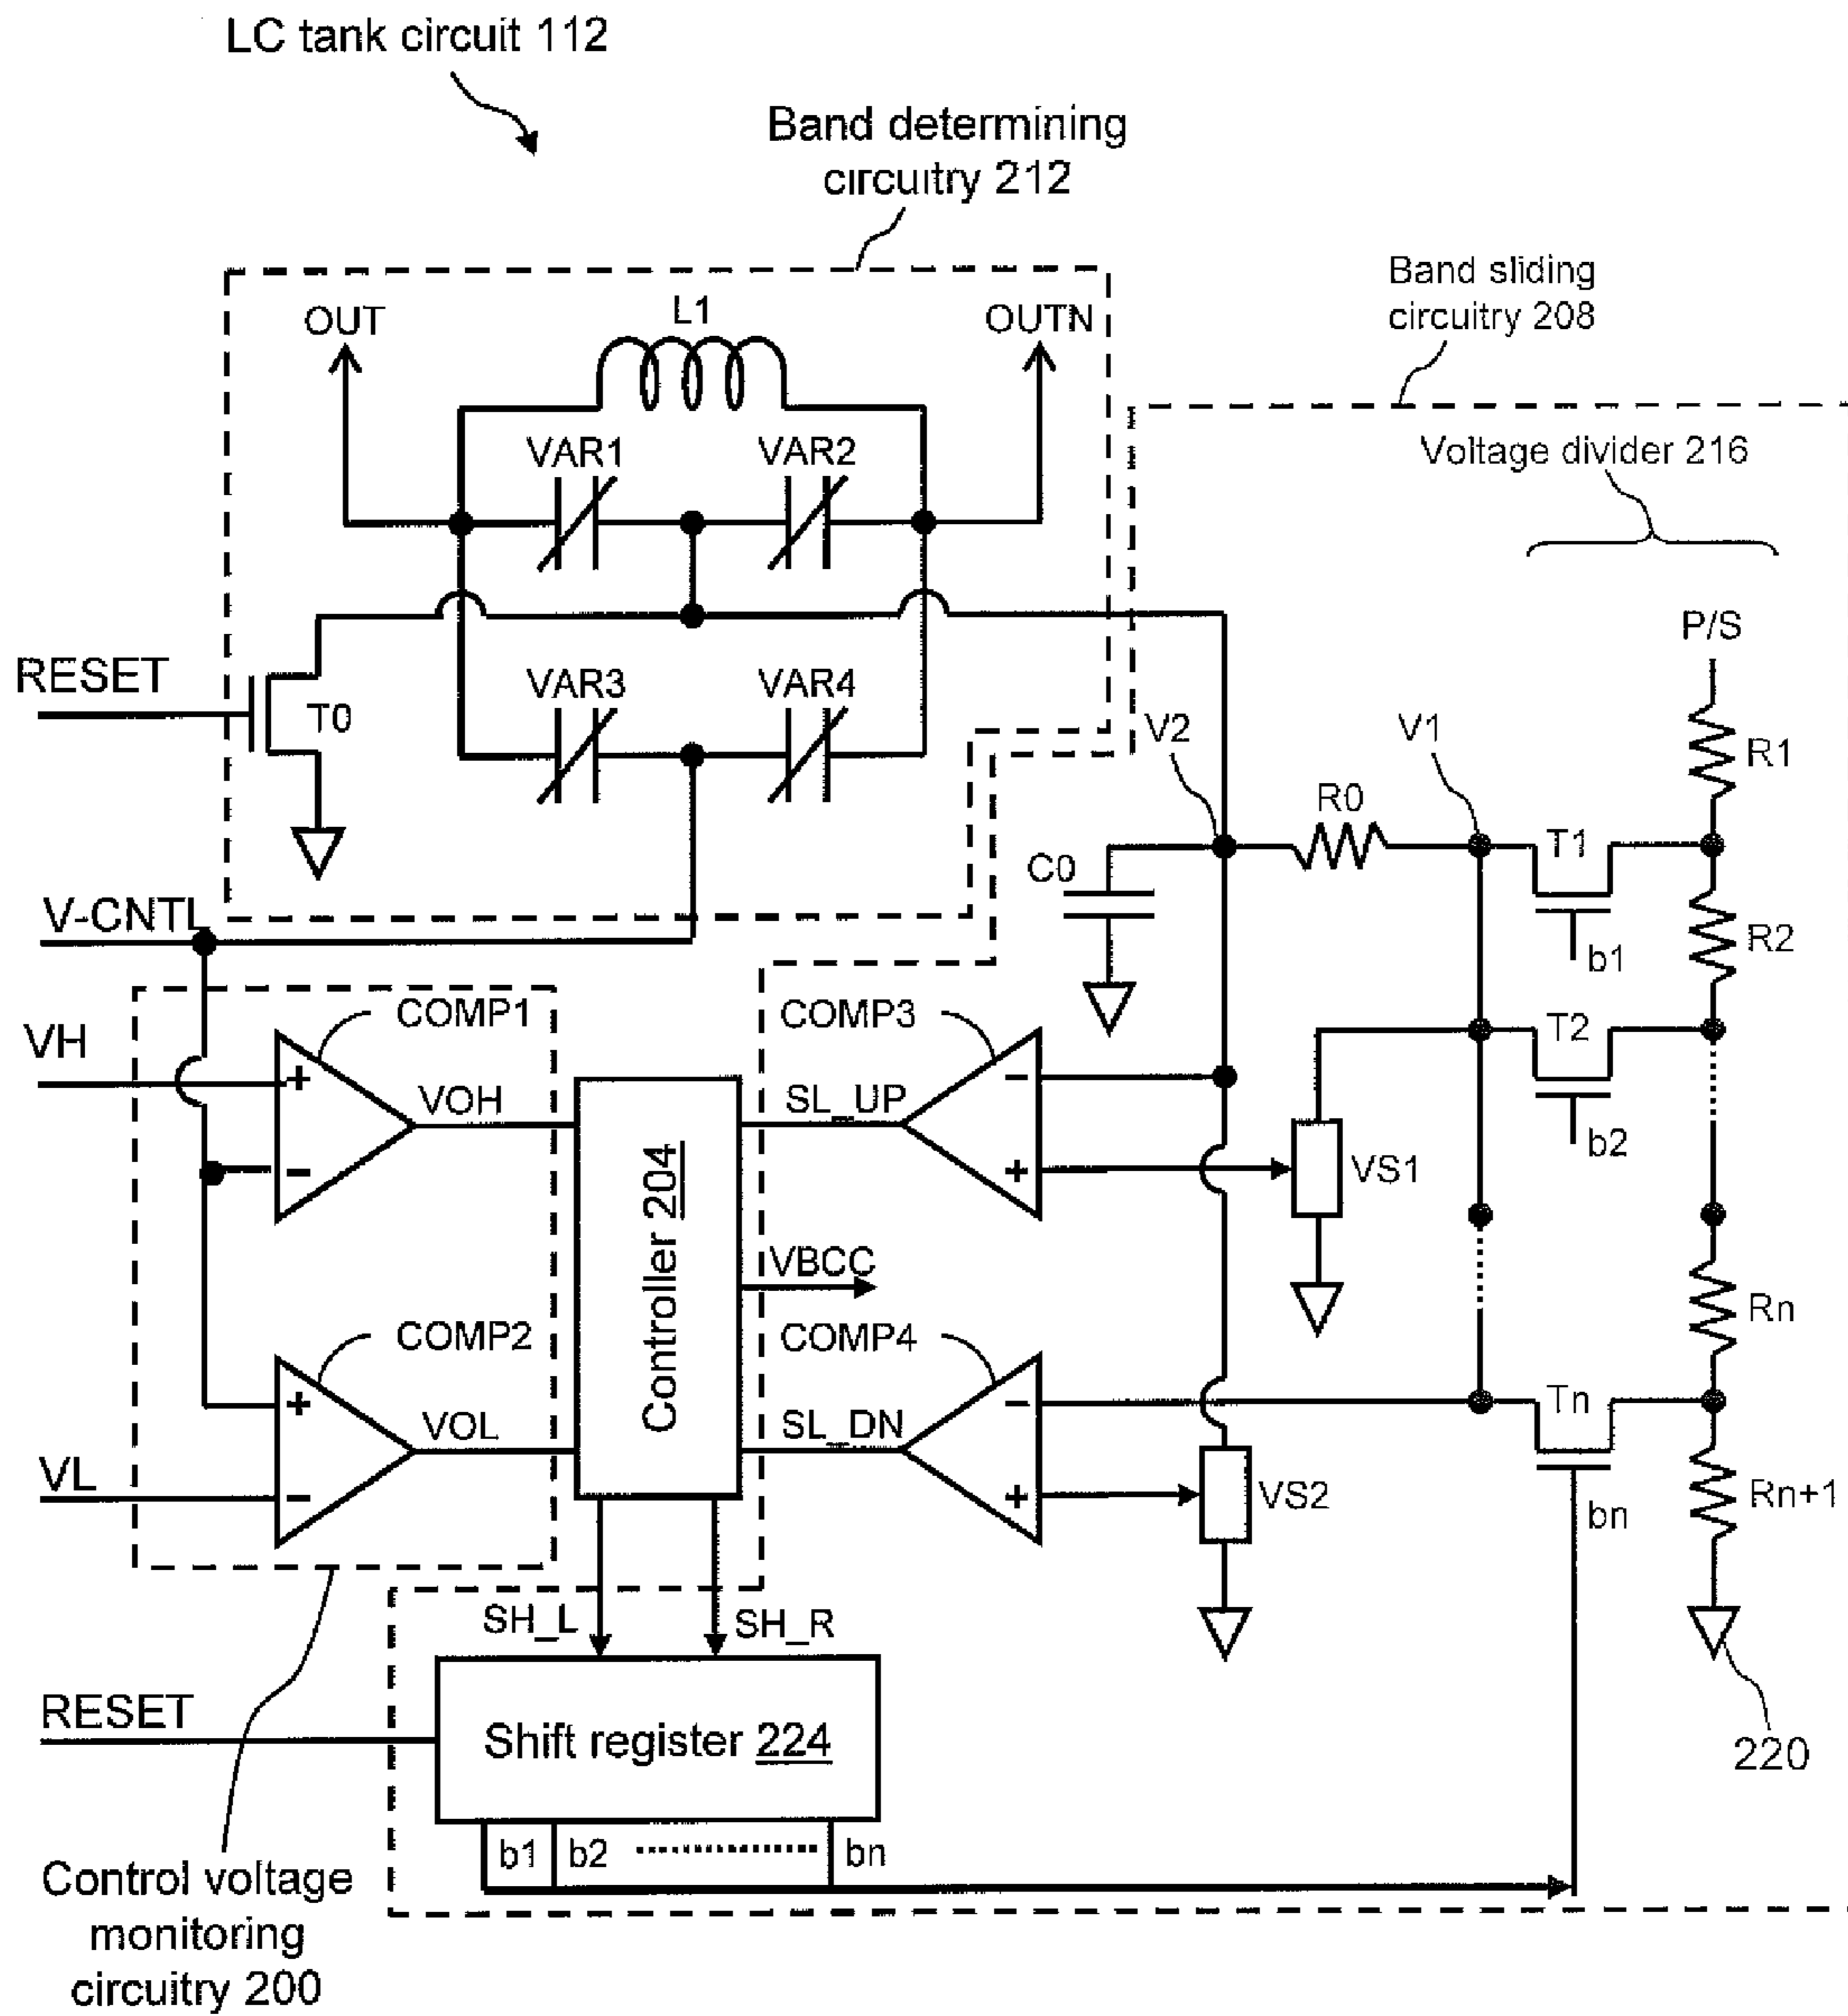 LC tank circuit 112
Band determining
circuitry 212
Band sliding
circuitry 208
OUT
L1
OUTN
VAR1
VAR2
Voltage divider 216
P/S
RESET
T0
VAR3
VAR4
V2
V1
R1
R0
T1
C0
V-CNTL
b1
R2
COMP1
COMP3
VH
+
-
T2
VOH
SL_UP
b2
-
+
VS1
Controller 204
VBCC
Rn
COMP2
COMP4
+
-
Tn
VOL
SL_DN
VL
-
+
VS2
bn
Rn+1
SH_L
SH_R
RESET
Shift register 224
220
b1
b2
bn
Control voltage
monitoring
circuitry 200